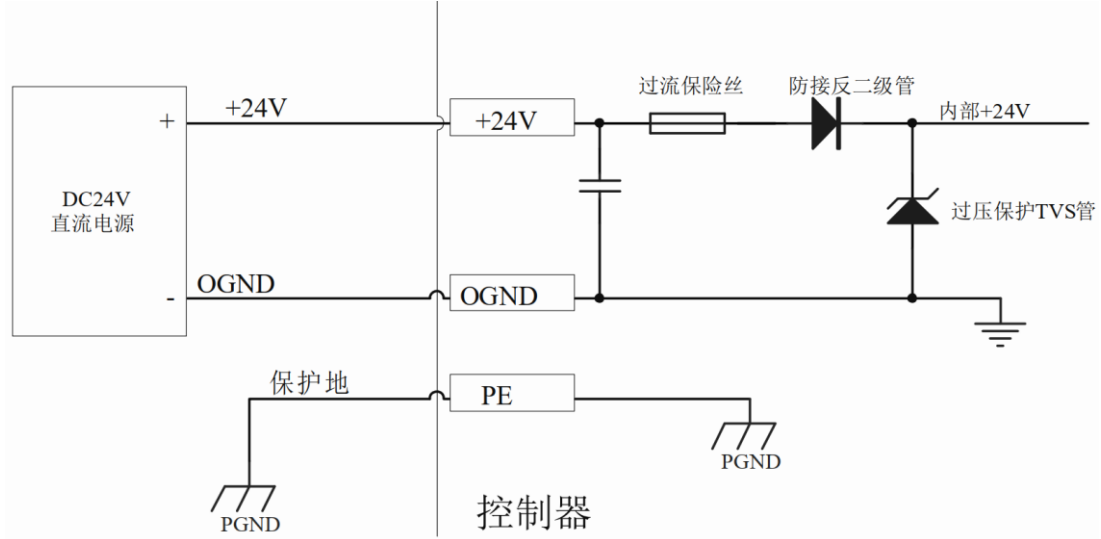 过流保险丝
防接反二级管
+
+24V
+24V
内部+24V
DC24V
直流电源
过压保护TVS管
-
OGND
OGND
保护地
PE
PGND
PGND
控制器